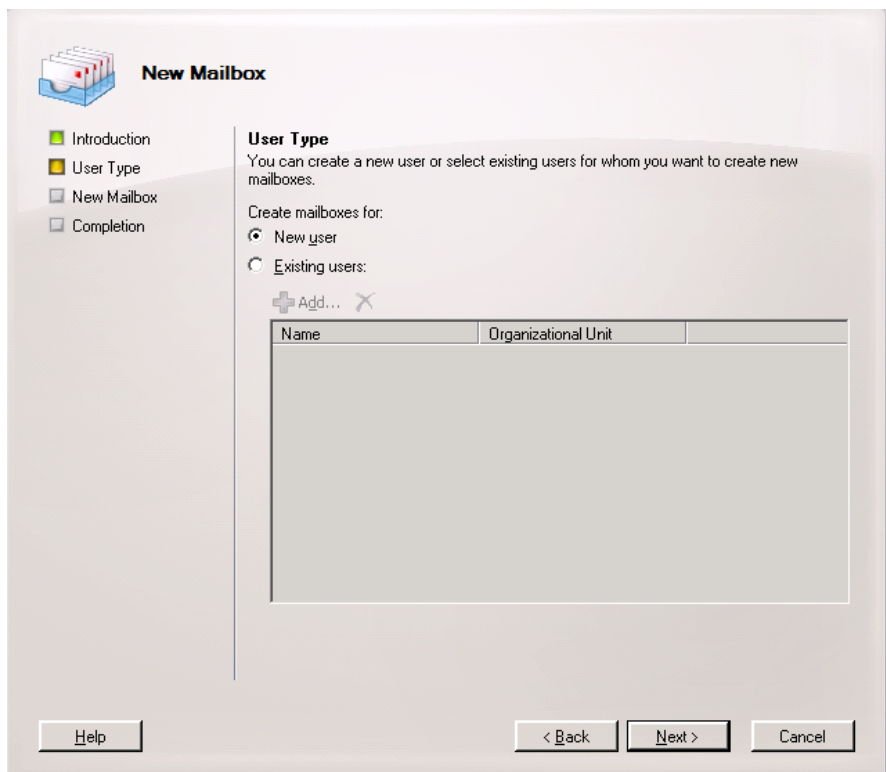 New Mailbox
Introduction
User Type
New Mailbox
Completion
User Type
You can create a new user or select existing users for whom you want to create new
mailboxes.
Create mailboxes for:
New user
Existing users:
Add...
Name Organizational Unit
Help < Back Next > Cancel